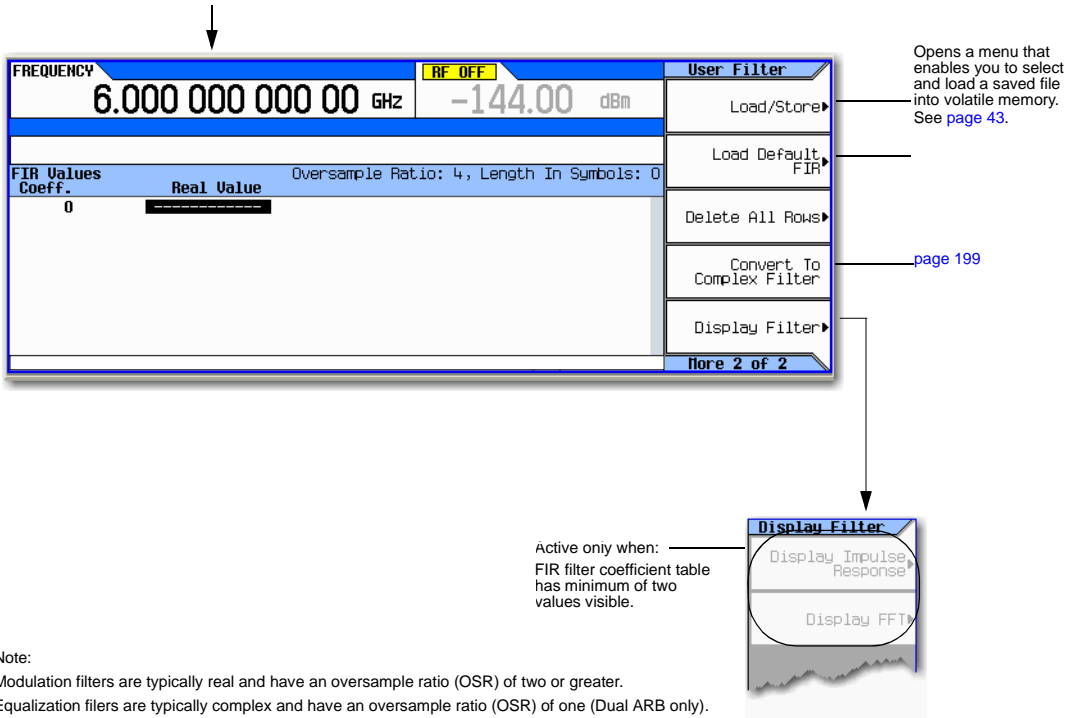 FREQUENCY
6.000 000 000 00 GHz
RF OFF
-144.00 dBm
FIR Values
Oversample Ratio: 4, Length In Symbols: 0
Coeff. Real Value
0 ------------
User Filter
Load/Store
Load Default
FIR
Delete All Rows
Convert To
Complex Filter
Display Filter
More 2 of 2
Opens a menu that
enables you to select
and load a saved file
into volatile memory.
See page 43.
page 199
Active only when:
FIR filter coefficient table
has minimum of two
values visible.
Display Filter
Display Impulse
Response
Display FFT
Note:
Modulation filters are typically real and have an oversample ratio (OSR) of two or greater.
Equalization filers are typically complex and have an oversample ratio (OSR) of one (Dual ARB only).